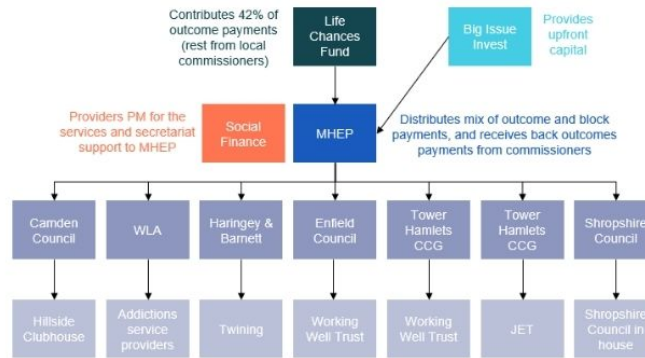 Contributes 42% of
outcome payments
(rest from local
commissioners)
Life
Chances
Fund
Big Issue
Invest
Provides
upfront
capital
Providers PM for the
services and secretariat
support to MHEP
Social
Finance
MHEP
Distributes mix of outcome and block
payments, and receives back outcomes
payments from commissioners
Camden
Council
WLA
Haringey &
Barnett
Enfield
Council
Tower
Hamlets
CCG
Tower
Hamlets
CCG
Shropshire
Council
Hillside
Clubhouse
Addictions
service
providers
Twining
Working
Well Trust
Working
Well Trust
JET
Shropshire
Council in
house